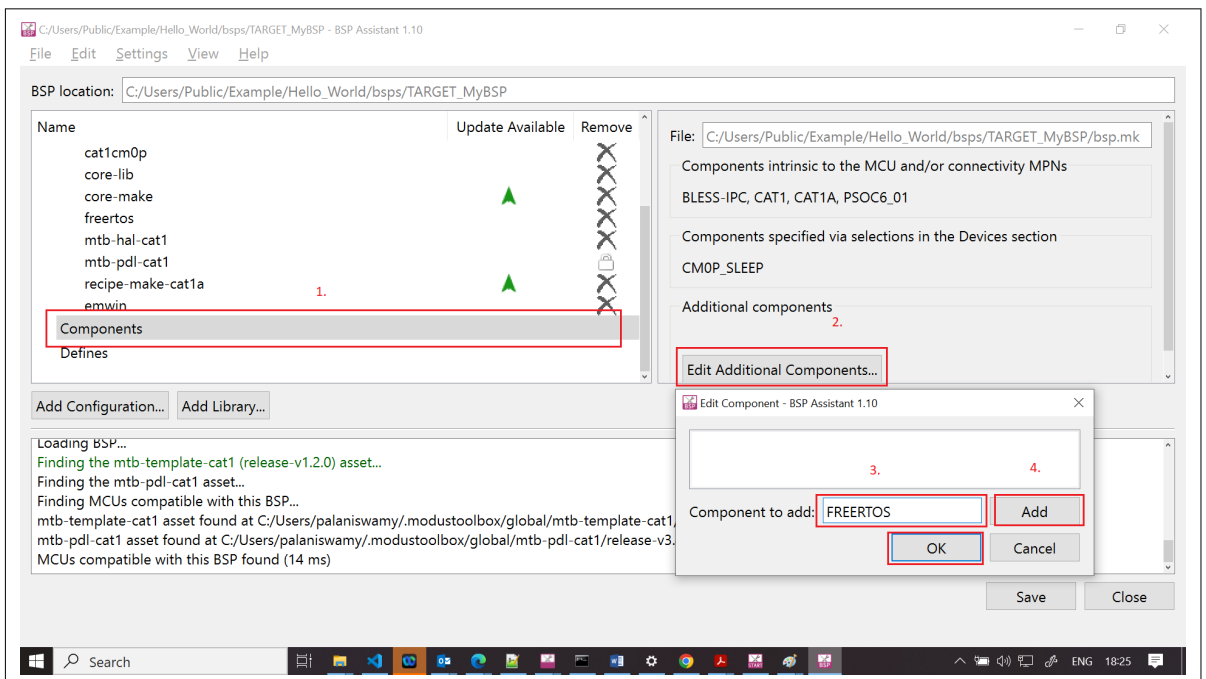 C:/Users/Public/Example/Hello_World/bsps/TARGET_MyBSP - BSP Assistant 1.10
File Edit Settings View Help
BSP location: C:/Users/Public/Example/Hello_World/bsps/TARGET_MyBSP
Name Update Available Remove
cat1cm0p
core-lib
core-make
freertos
mtb-hal-cat1
mtb-pdl-cat1
recipe-make-cat1a
1.
emwin
Components
Defines
File: C:/Users/Public/Example/Hello_World/bsps/TARGET_MyBSP/bsp.mk
Components intrinsic to the MCU and/or connectivity MPNs
BLESS-IPC, CAT1, CAT1A, PSOC6_01
Components specified via selections in the Devices section
CM0P_SLEEP
Additional components
2.
Edit Additional Components...
Add Configuration... Add Library...
BSP Edit Component - BSP Assistant 1.10
3. 4.
Component to add: FREERTOS Add
OK Cancel
Loading BSP...
Finding the mtb-template-cat1 (release-v1.2.0) asset...
Finding the mtb-pdl-cat1 asset...
Finding MCUs compatible with this BSP...
mtb-template-cat1 asset found at C:/Users/palaniswamy/.modustoolbox/global/mtb-template-cat1/
mtb-pdl-cat1 asset found at C:/Users/palaniswamy/.modustoolbox/global/mtb-pdl-cat1/release-v3.
MCUs compatible with this BSP found (14 ms)
Save Close
Search ENG 18:25